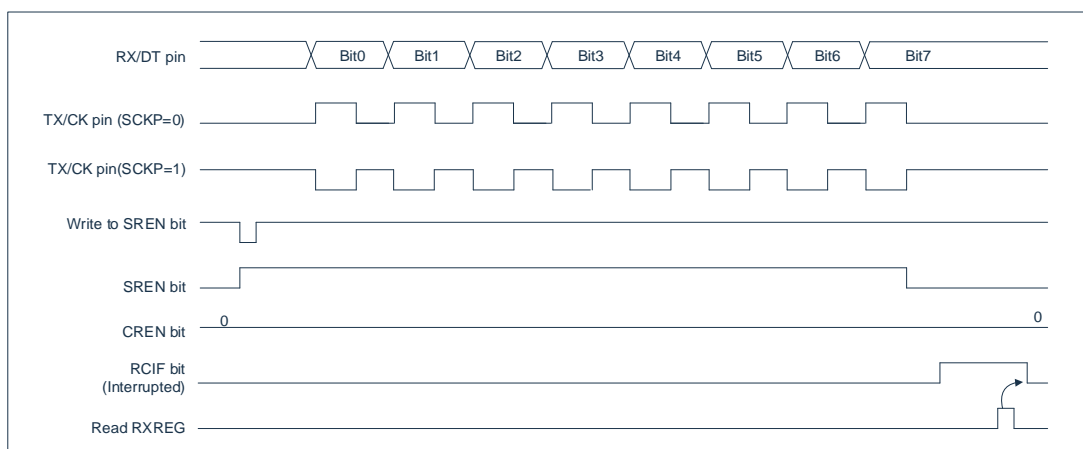 RX/DT pin
Bit0 Bit1 Bit2 Bit3 Bit4 Bit5 Bit6 Bit7
TX/CK pin (SCKP=0)
TX/CK pin(SCKP=1)
Write to SREN bit
SREN bit
CREN bit
0 0
RCIF bit
(Interrupted)
Read RXREG